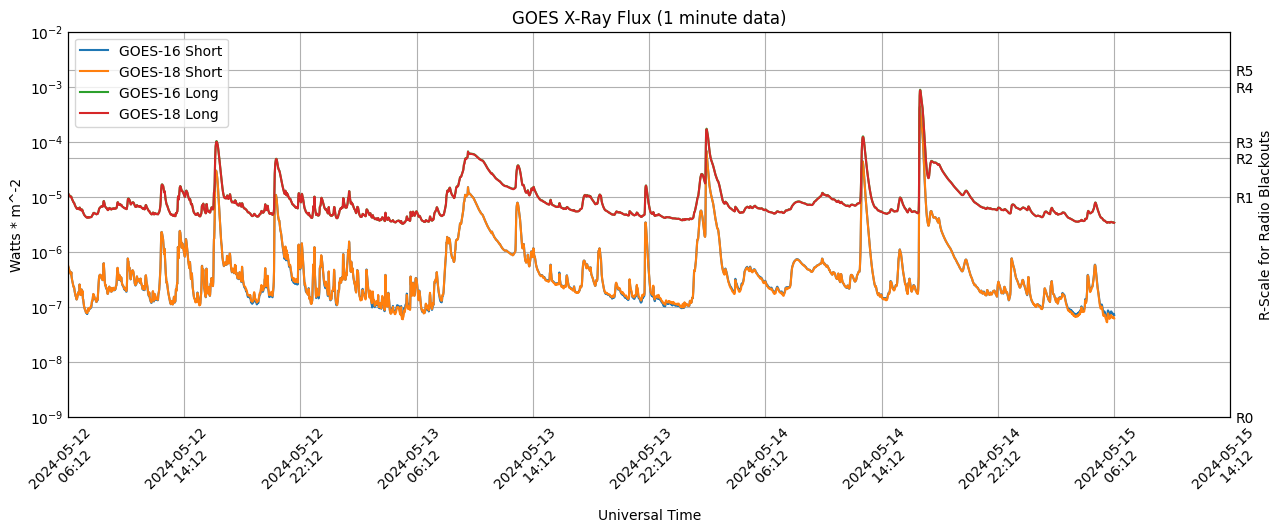 GOES X-Ray Flux (1 minute data)
GOES-16 Short
GOES-18 Short
GOES-16 Long
GOES-18 Long
Watts * m^-2
10^-2
10^-3
10^-4
10^-5
10^-6
10^-7
10^-8
10^-9
R5
R4
R3
R2
R1
R0
R-Scale for Radio Blackouts
2024-05-12
06:12
2024-05-12
14:12
2024-05-12
22:12
2024-05-13
06:12
2024-05-13
14:12
2024-05-13
22:12
2024-05-14
06:12
2024-05-14
14:12
2024-05-14
22:12
2024-05-15
06:12
2024-05-15
14:12
Universal Time